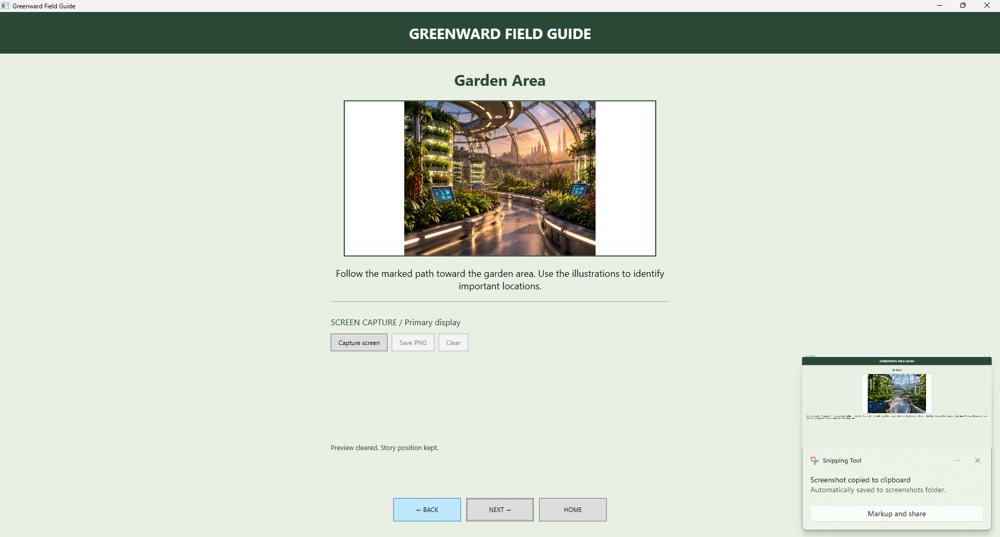 Greenward Field Guide
GREENWARD FIELD GUIDE
Garden Area
Follow the marked path toward the garden area. Use the illustrations to identify
important locations.
SCREEN CAPTURE / Primary display
Capture screen
Save PNG
Clear
Preview cleared. Story position kept.
← BACK
NEXT →
HOME
GREENWARD FIELD GUIDE
Arrival
Snipping Tool
Screenshot copied to clipboard
Automatically saved to screenshots folder.
Markup and share